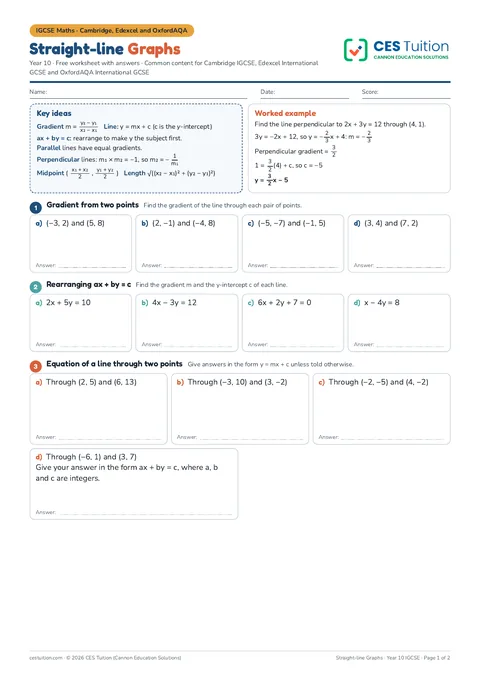 IGCSE Maths · Cambridge, Edexcel and OxfordAQA
Straight-line Graphs
Year 10 · Free worksheet with answers · Common content for Cambridge IGCSE, Edexcel International
GCSE and OxfordAQA International GCSE
CES Tuition
CANNON EDUCATION SOLUTIONS
Name:
Date:
Score:
Key ideas
Gradient m = (y₂ − y₁)/(x₂ − x₁) Line: y = mx + c (c is the y-intercept)
ax + by = c: rearrange to make y the subject first.
Parallel lines have equal gradients.
Perpendicular lines: m₁ × m₂ = −1, so m₂ = −1/m₁
Midpoint ( (x₁ + x₂)/2 , (y₁ + y₂)/2 ) Length √((x₂ − x₁)² + (y₂ − y₁)²)
Worked example
Find the line perpendicular to 2x + 3y = 12 through (4, 1).
3y = −2x + 12, so y = −2/3x + 4: m = −2/3
Perpendicular gradient = 3/2
1 = 3/2(4) + c, so c = −5
y = 3/2x − 5
1 Gradient from two points Find the gradient of the line through each pair of points.
a) (−3, 2) and (5, 8)
b) (2, −1) and (−4, 8)
c) (−5, −7) and (−1, 5)
d) (3, 4) and (7, 2)
Answer:
Answer:
Answer:
Answer:
2 Rearranging ax + by = c Find the gradient m and the y-intercept c of each line.
a) 2x + 5y = 10
b) 4x − 3y = 12
c) 6x + 2y + 7 = 0
d) x − 4y = 8
Answer:
Answer:
Answer:
Answer:
3 Equation of a line through two points Give answers in the form y = mx + c unless told otherwise.
a) Through (2, 5) and (6, 13)
b) Through (−3, 10) and (3, −2)
c) Through (−2, −5) and (4, −2)
Answer:
Answer:
Answer:
d) Through (−6, 1) and (3, 7)
Give your answer in the form ax + by = c, where a, b
and c are integers.
Answer:
cestuition.com · © 2026 CES Tuition (Cannon Education Solutions)
Straight-line Graphs · Year 10 IGCSE · Page 1 of 2